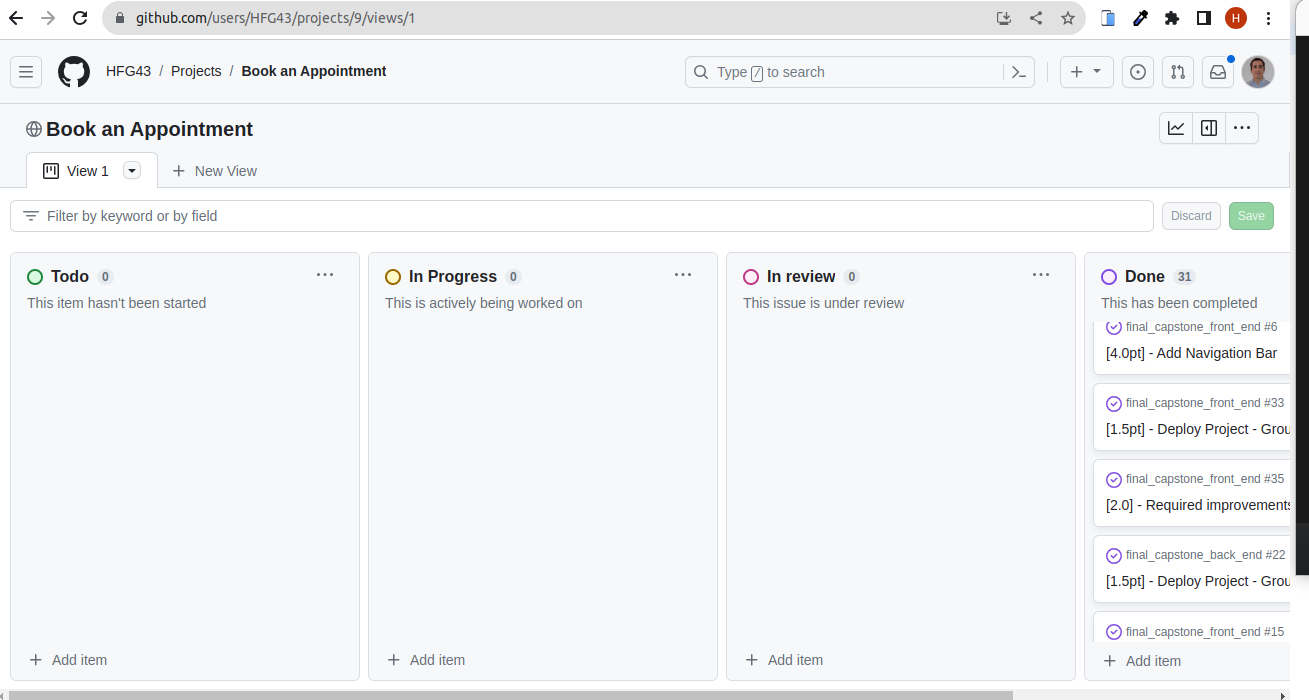 github.com/users/HFG43/projects/9/views/1
H
HFG43 / Projects / Book an Appointment
Type / to search
Book an Appointment
View 1
New View
Filter by keyword or by field
Discard
Save
Todo 0
This item hasn't been started
Add item
In Progress 0
This is actively being worked on
Add item
In review 0
This issue is under review
Add item
Done 31
This has been completed
final_capstone_front_end #6
[4.0pt] - Add Navigation Bar
final_capstone_front_end #33
[1.5pt] - Deploy Project - Grou
final_capstone_front_end #35
[2.0] - Required improvements
final_capstone_back_end #22
[1.5pt] - Deploy Project - Grou
final_capstone_front_end #15
Add item